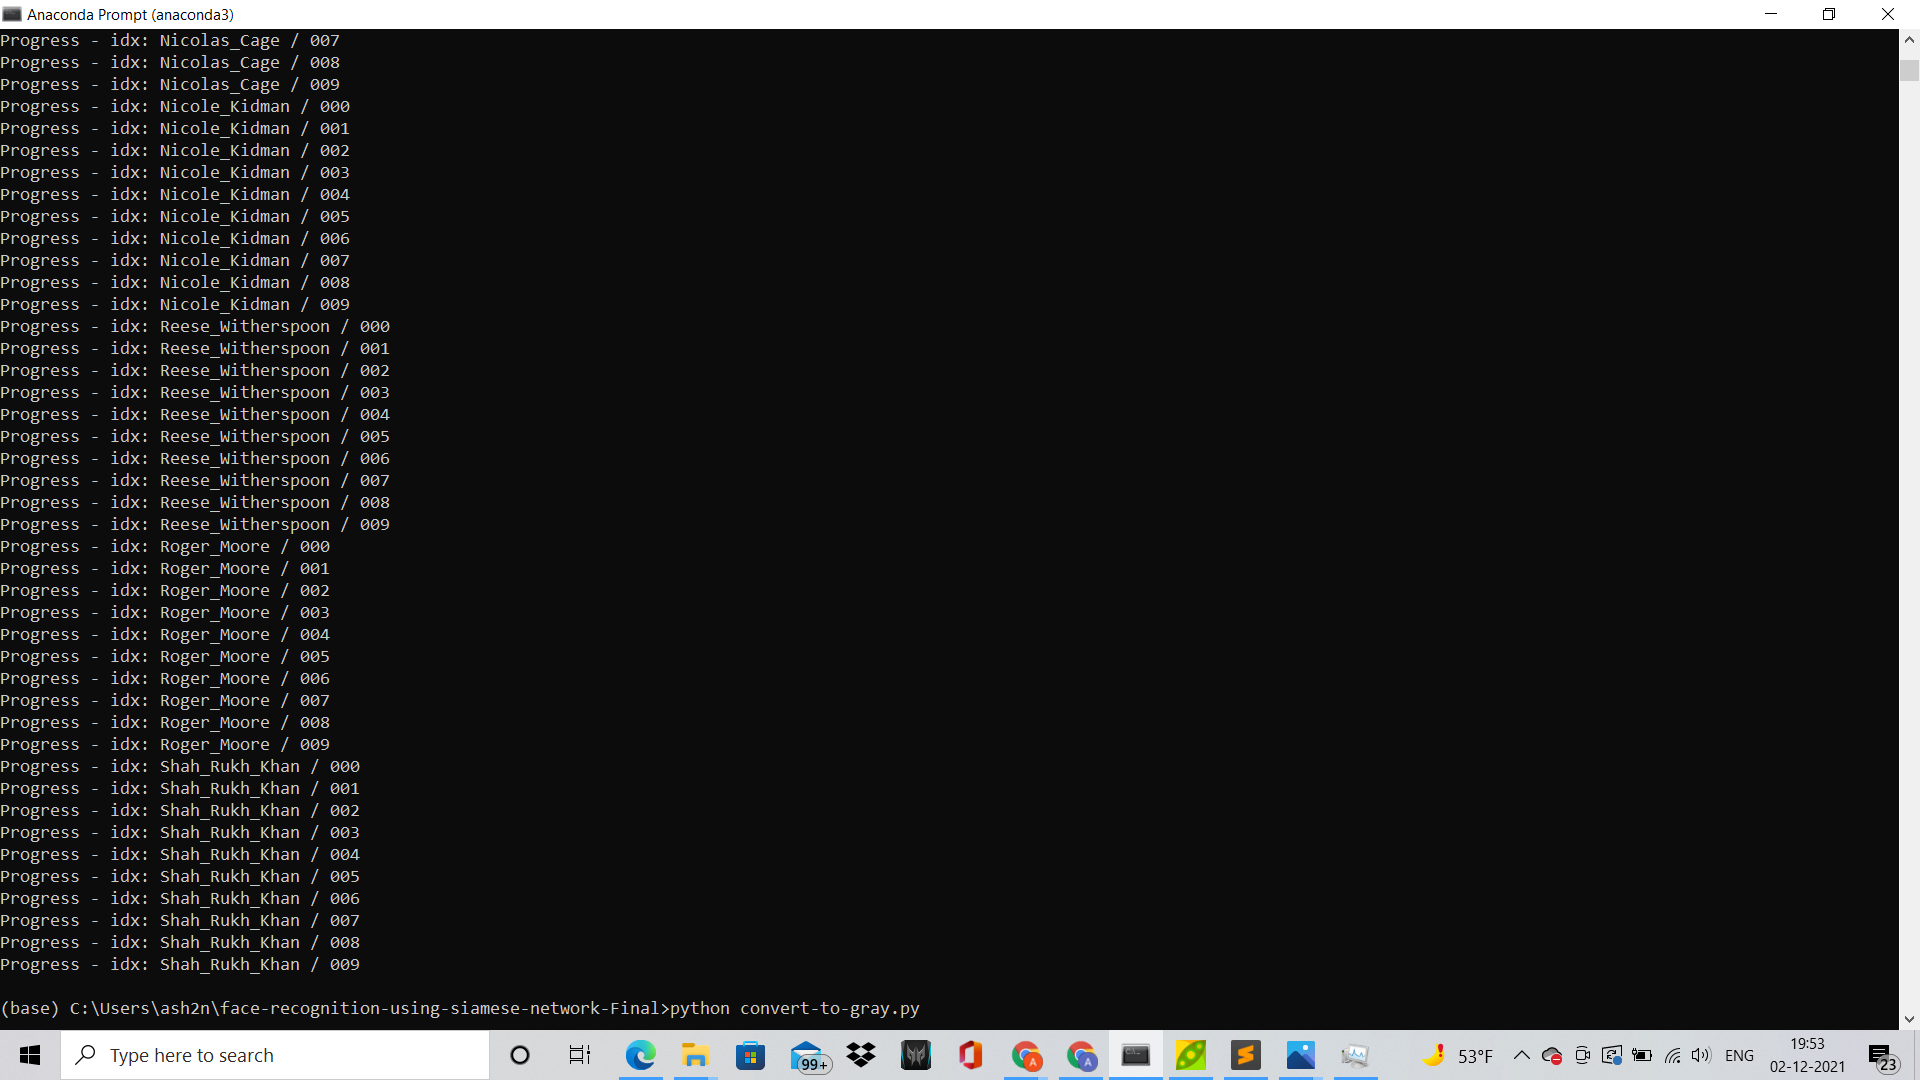 Anaconda Prompt (anaconda3)
Progress - idx: Nicolas_Cage / 007
Progress - idx: Nicolas_Cage / 008
Progress - idx: Nicolas_Cage / 009
Progress - idx: Nicole_Kidman / 000
Progress - idx: Nicole_Kidman / 001
Progress - idx: Nicole_Kidman / 002
Progress - idx: Nicole_Kidman / 003
Progress - idx: Nicole_Kidman / 004
Progress - idx: Nicole_Kidman / 005
Progress - idx: Nicole_Kidman / 006
Progress - idx: Nicole_Kidman / 007
Progress - idx: Nicole_Kidman / 008
Progress - idx: Nicole_Kidman / 009
Progress - idx: Reese_Witherspoon / 000
Progress - idx: Reese_Witherspoon / 001
Progress - idx: Reese_Witherspoon / 002
Progress - idx: Reese_Witherspoon / 003
Progress - idx: Reese_Witherspoon / 004
Progress - idx: Reese_Witherspoon / 005
Progress - idx: Reese_Witherspoon / 006
Progress - idx: Reese_Witherspoon / 007
Progress - idx: Reese_Witherspoon / 008
Progress - idx: Reese_Witherspoon / 009
Progress - idx: Roger_Moore / 000
Progress - idx: Roger_Moore / 001
Progress - idx: Roger_Moore / 002
Progress - idx: Roger_Moore / 003
Progress - idx: Roger_Moore / 004
Progress - idx: Roger_Moore / 005
Progress - idx: Roger_Moore / 006
Progress - idx: Roger_Moore / 007
Progress - idx: Roger_Moore / 008
Progress - idx: Roger_Moore / 009
Progress - idx: Shah_Rukh_Khan / 000
Progress - idx: Shah_Rukh_Khan / 001
Progress - idx: Shah_Rukh_Khan / 002
Progress - idx: Shah_Rukh_Khan / 003
Progress - idx: Shah_Rukh_Khan / 004
Progress - idx: Shah_Rukh_Khan / 005
Progress - idx: Shah_Rukh_Khan / 006
Progress - idx: Shah_Rukh_Khan / 007
Progress - idx: Shah_Rukh_Khan / 008
Progress - idx: Shah_Rukh_Khan / 009
(base) C:\Users\ash2n\face-recognition-using-siamese-network-Final>python convert-to-gray.py
Type here to search
99+
A
A
53°F
ENG
19:53
02-12-2021
23